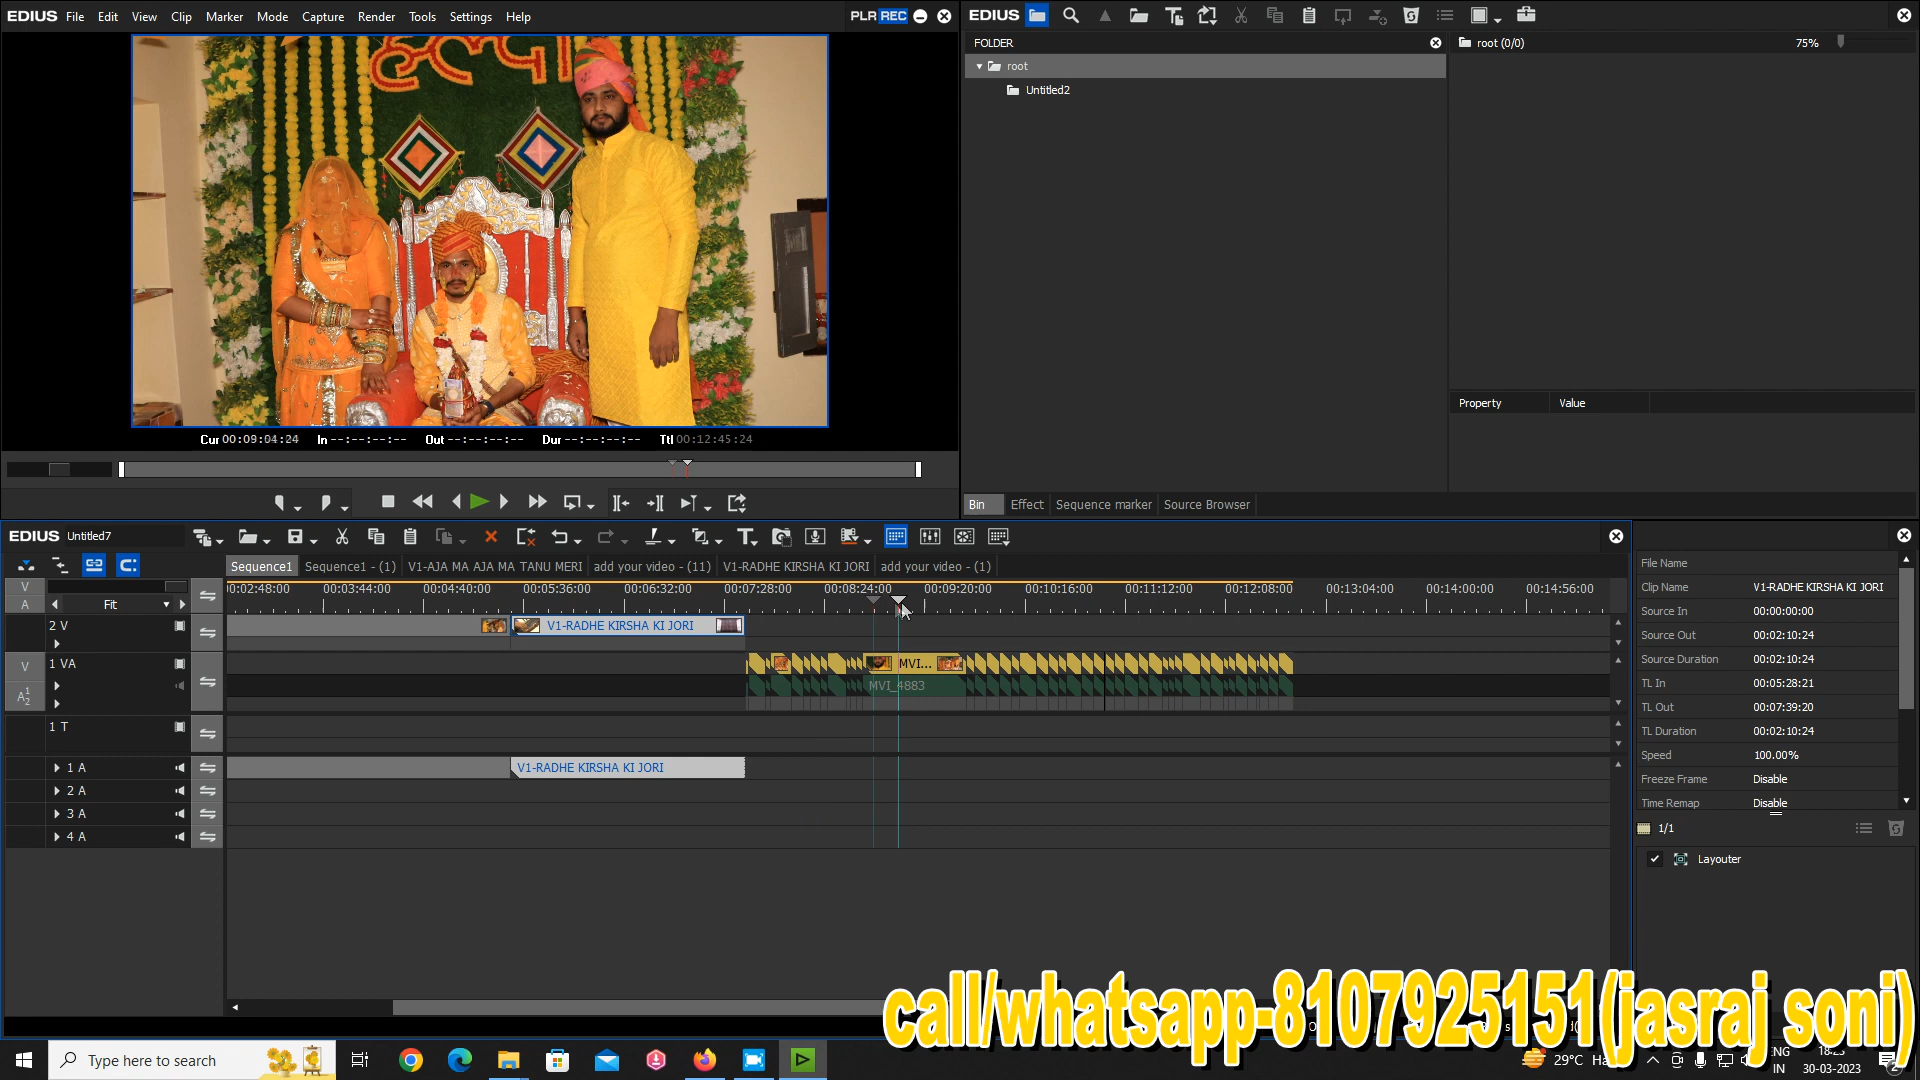 EDIUS File Edit View Clip Marker Mode Capture Render Tools Settings Help PLR REC
EDIUS
FOLDER
root (0/0) 75%
root
Untitled2
हल्दी
Cur 00:09:04:24 In --:--:--:-- Out --:--:--:-- Dur --:--:--:-- Ttl 00:12:45:24
Property Value
Bin Effect Sequence marker Source Browser
EDIUS Untitled7
Sequence1 Sequence1 - (1) V1-AJA MA AJA MA TANU MERI add your video - (11) V1-RADHE KIRSHA KI JORI add your video - (1)
V
A Fit
00:02:48:00 00:03:44:00 00:04:40:00 00:05:36:00 00:06:32:00 00:07:28:00 00:08:24:00 00:09:20:00 00:10:16:00 00:11:12:00 00:12:08:00 00:13:04:00 00:14:00:00 00:14:56:00
2 V V1-RADHE KIRSHA KI JORI
V 1 VA MVI...
A 1 2 MVI_4883
1 T
1 A V1-RADHE KIRSHA KI JORI
2 A
3 A
4 A
File Name
Clip Name V1-RADHE KIRSHA KI JORI
Source In 00:00:00:00
Source Out 00:02:10:24
Source Duration 00:02:10:24
TL In 00:05:28:21
TL Out 00:07:39:20
TL Duration 00:02:10:24
Speed 100.00%
Freeze Frame Disable
Time Remap Disable
1/1
Layouter
call/whatsapp-8107925151(jasraj soni)
Type here to search
29°C Ha
ENG
IN
18:23
30-03-2023
2